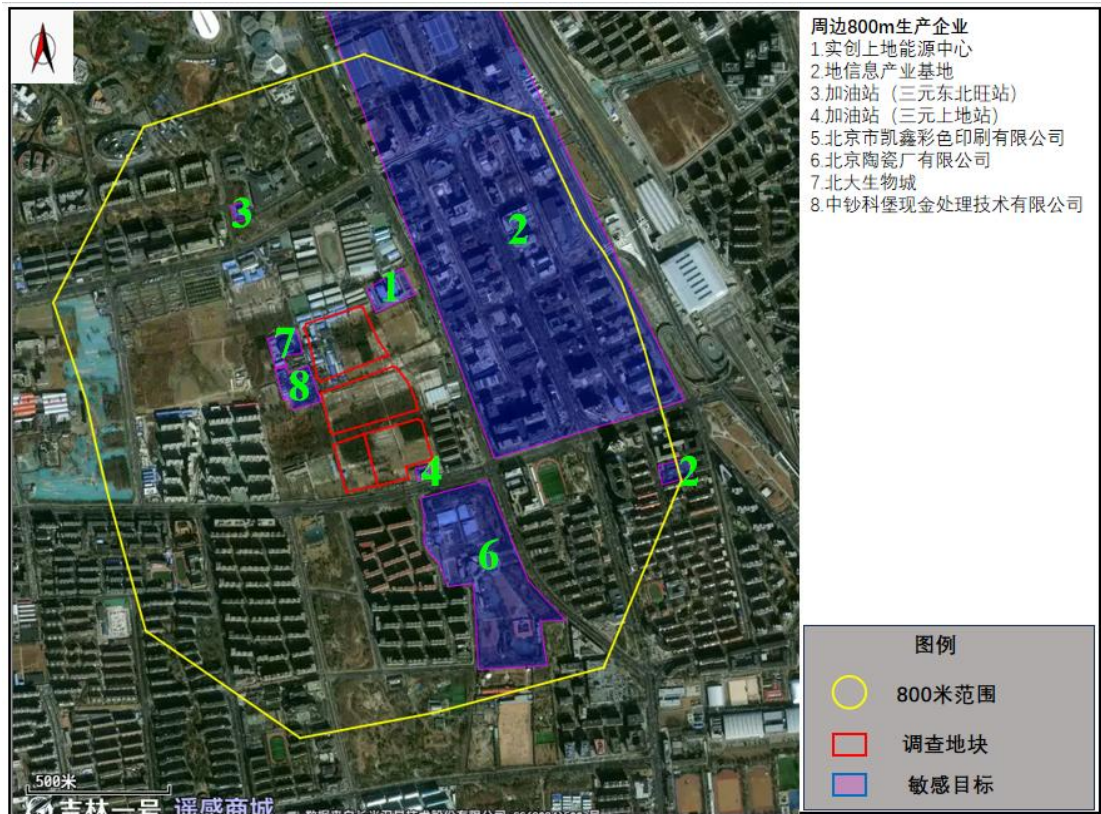 周边800m生产企业
1.实创上地能源中心
2.地信息产业基地
3.加油站（三元东北旺站）
4.加油站（三元上地站）
5.北京市凯鑫彩色印刷有限公司
6.北京陶瓷厂有限公司
7.北大生物城
8.中钞科堡现金处理技术有限公司
3
2
1
7
8
4
2
6
图例
800米范围
调查地块
敏感目标
500米
吉林一号 遥感商城